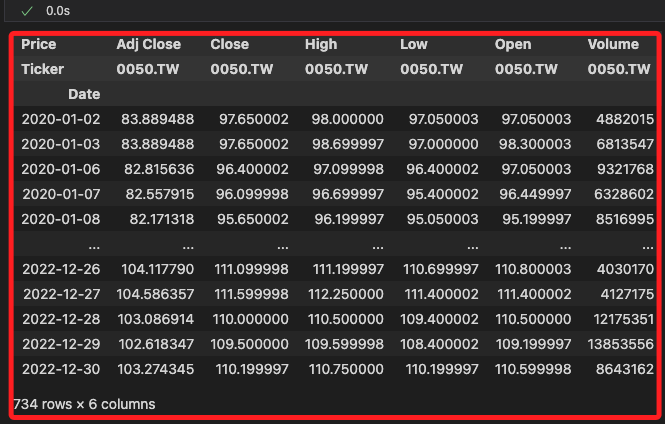 0.0s
Price Adj Close Close High Low Open Volume
Ticker 0050.TW 0050.TW 0050.TW 0050.TW 0050.TW 0050.TW
Date
2020-01-02 83.889488 97.650002 98.000000 97.050003 97.050003 4882015
2020-01-03 83.889488 97.650002 98.699997 97.000000 98.300003 6813547
2020-01-06 82.815636 96.400002 97.099998 96.400002 97.050003 9321768
2020-01-07 82.557915 96.099998 96.699997 95.400002 96.449997 6328602
2020-01-08 82.171318 95.650002 96.199997 95.050003 95.199997 8516995
... ... ... ... ... ... ...
2022-12-26 104.117790 111.099998 111.199997 110.699997 110.800003 4030170
2022-12-27 104.586357 111.599998 112.250000 111.400002 111.400002 4127175
2022-12-28 103.086914 110.000000 110.500000 109.400002 110.500000 12175351
2022-12-29 102.618347 109.500000 109.599998 108.400002 109.199997 13853556
2022-12-30 103.274345 110.199997 110.750000 110.199997 110.599998 8643162
734 rows × 6 columns